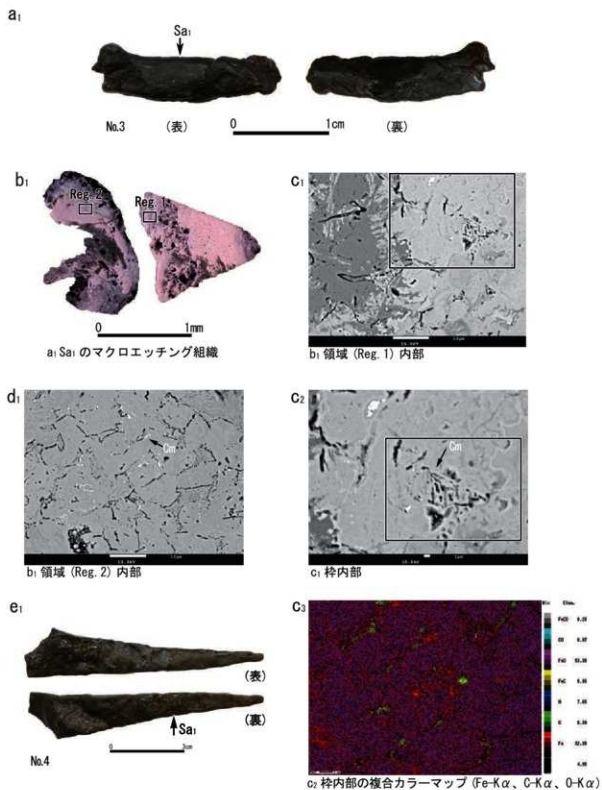 a₁
Sa₁
No.3 (表) 0 1cm (裏)
b₁
Reg. 2
Reg. 1
0 1mm
a₁ Sa₁ のマクロエッチング組織
c₁
b₁ 領域 (Reg. 1) 内部
d₁
Cm
b₁ 領域 (Reg. 2) 内部
c₂
Cm
c₁ 枠内部
e₁
(表)
(裏)
Sa₁
No.4
c₃
c₂ 枠内部の複合カラーマップ (Fe-Kα、C-Kα、O-Kα)